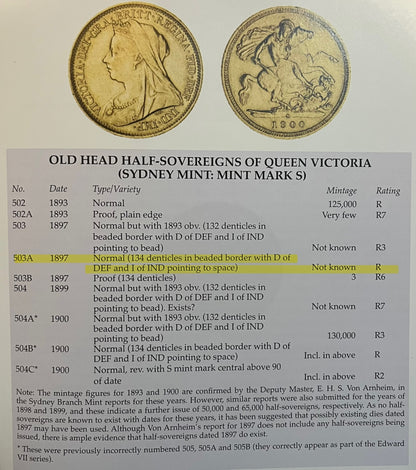 VICTORIA·DEI·GRA·BRITT·REGINA·FID·DEF·IND·IMP·
1900
OLD HEAD HALF-SOVEREIGNS OF QUEEN VICTORIA
(SYDNEY MINT: MINT MARK S)
No. Date Type/Variety Mintage Rating
502 1893 Normal 125,000 R
502A 1893 Proof, plain edge Very few R7
503 1897 Normal but with 1893 obv. (132 denticles in
beaded border with D of DEF and I of IND
pointing to bead) Not known R3
503A 1897 Normal (134 denticles in beaded border with D of
DEF and I of IND pointing to space) Not known R
503B 1897 Proof (134 denticles) 3 R6
504 1899 Normal but with 1893 obv. (132 denticles in
beaded border with D of DEF and I of IND
pointing to bead). Exists? Not known R7
504A* 1900 Normal but with 1893 obv. (132 denticles in
beaded border with D of DEF and I of IND
pointing to bead) 130,000 R3
504B* 1900 Normal (134 denticles in beaded border with D of
DEF and I of IND pointing to space) Incl. in above R
504C* 1900 Normal, rev. with S mint mark central above 90
of date Incl. in above R2
Note: The mintage figures for 1893 and 1900 are confirmed by the Deputy Master, E. H. S. Von Arnheim, in
the Sydney Branch Mint reports for these years. However, similar reports were also submitted for the years of
1898 and 1899, and these indicate a further issue of 50,000 and 65,000 half-sovereigns, respectively. As no half-
sovereigns are known to exist with dates for these years, it has been suggested that possibly existing dies dated
1897 may have been used. Although Von Arnheim's report for 1897 does not include any half-sovereigns being
issued, there is ample evidence that half-sovereigns dated 1897 do exist.
* These were previously incorrectly numbered 505, 505A and 505B (they correctly appear as part of the Edward
VII series).